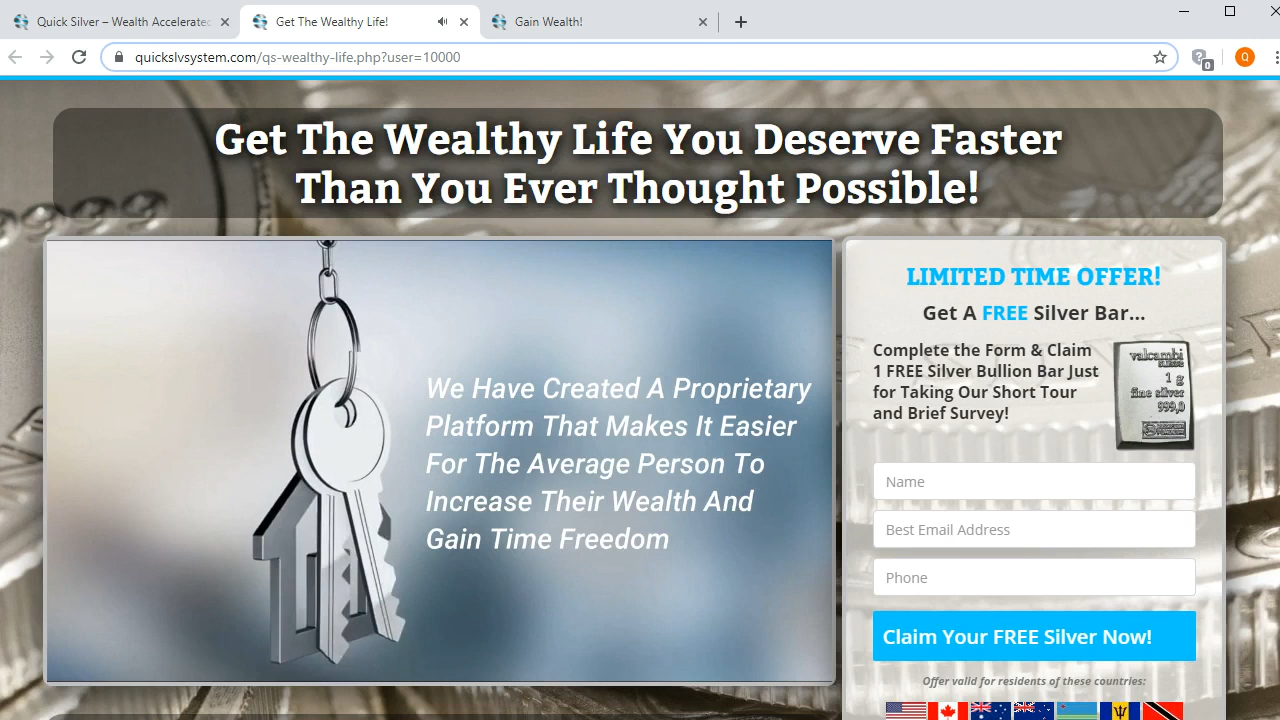 Quick Silver – Wealth Accelerated
Get The Wealthy Life!
Gain Wealth!
quickslvsystem.com/qs-wealthy-life.php?user=10000
0
Q
Get The Wealthy Life You Deserve Faster
Than You Ever Thought Possible!
We Have Created A Proprietary
Platform That Makes It Easier
For The Average Person To
Increase Their Wealth And
Gain Time Freedom
LIMITED TIME OFFER!
Get A FREE Silver Bar...
Complete the Form & Claim
1 FREE Silver Bullion Bar Just
for Taking Our Short Tour
and Brief Survey!
valcambi
suisse
1 g
fine silver
999,0
Name
Best Email Address
Phone
Claim Your FREE Silver Now!
Offer valid for residents of these countries: